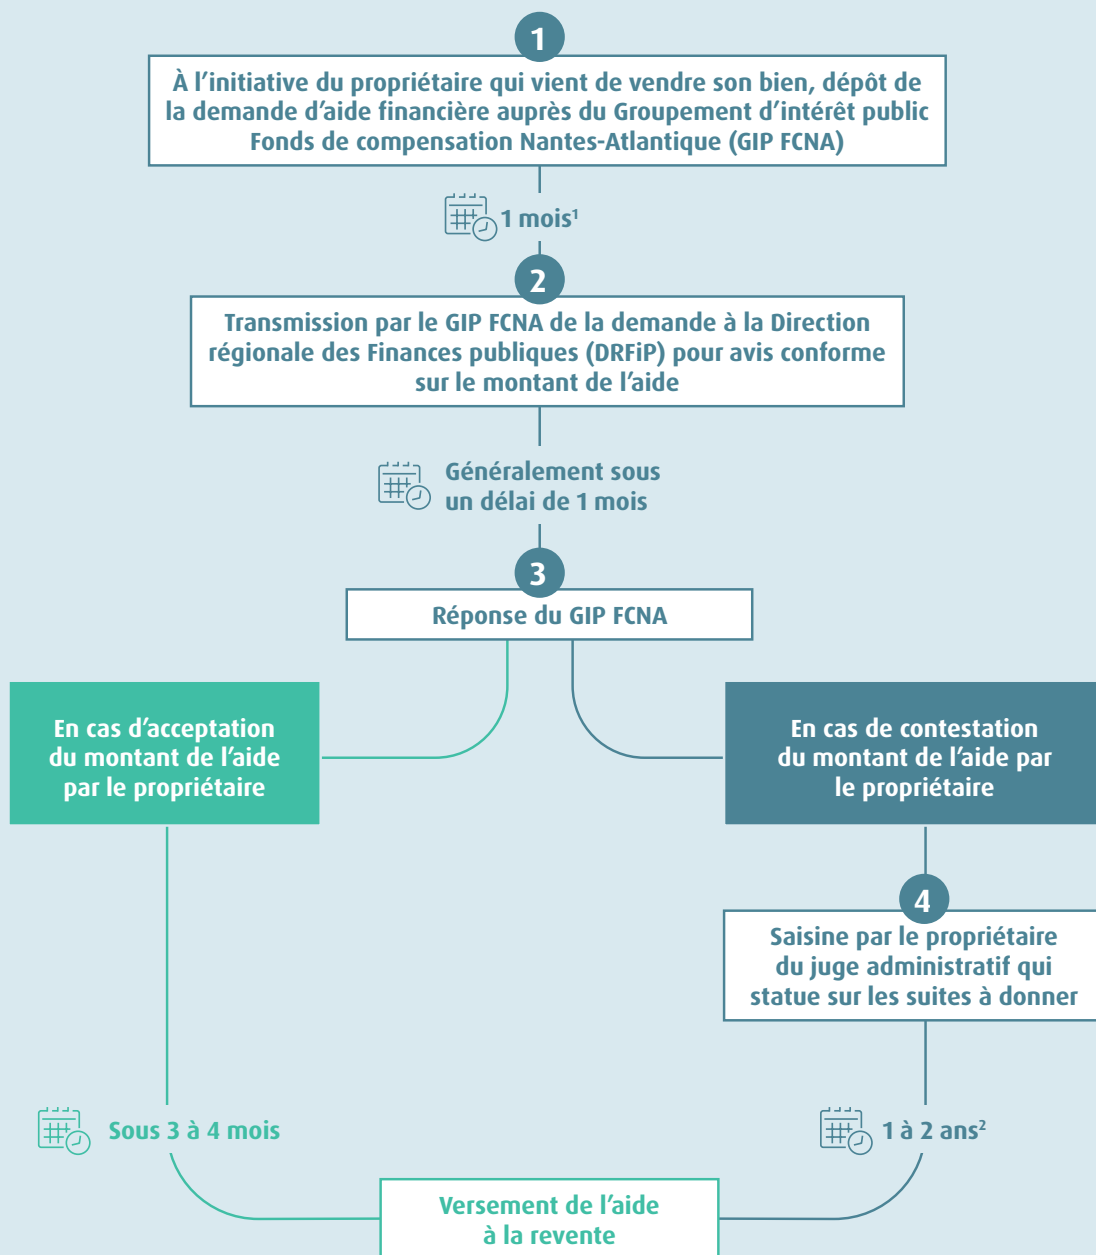 1
À l’initiative du propriétaire qui vient de vendre son bien, dépôt de
la demande d’aide financière auprès du Groupement d’intérêt public
Fonds de compensation Nantes-Atlantique (GIP FCNA)
1 mois¹
2
Transmission par le GIP FCNA de la demande à la Direction
régionale des Finances publiques (DRFiP) pour avis conforme
sur le montant de l’aide
Généralement sous
un délai de 1 mois
3
Réponse du GIP FCNA
En cas d’acceptation
du montant de l’aide
par le propriétaire
En cas de contestation
du montant de l’aide par
le propriétaire
4
Saisine par le propriétaire
du juge administratif qui
statue sur les suites à donner
Sous 3 à 4 mois
1 à 2 ans²
Versement de l’aide
à la revente